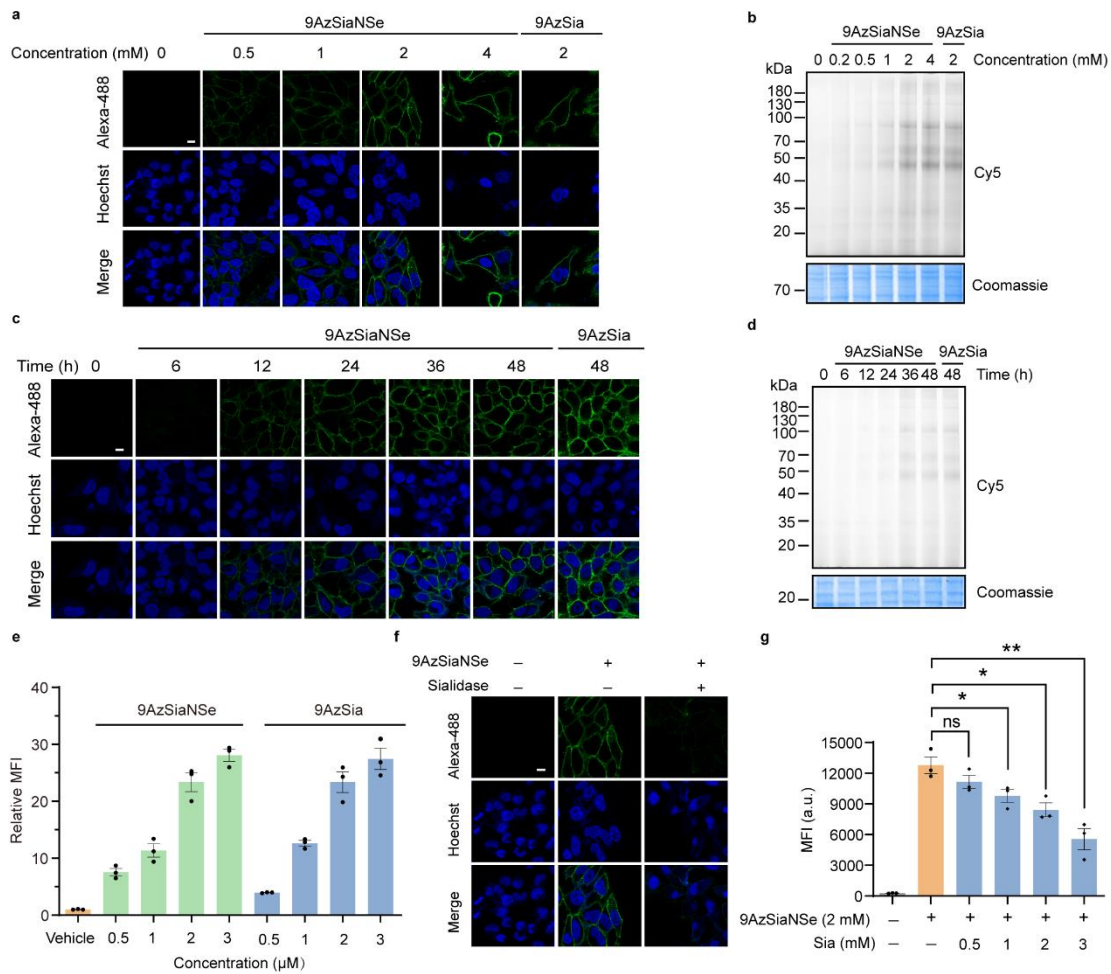 a
9AzSiaNSe 9AzSia
Concentration (mM) 0 0.5 1 2 4 2
Alexa-488
Hoechst
Merge
b
9AzSiaNSe 9AzSia
0 0.2 0.5 1 2 4 2 Concentration (mM)
kDa
180
130
100
70
50
40
35
20
Cy5
70
Coomassie
c
9AzSiaNSe 9AzSia
Time (h) 0 6 12 24 36 48 48
Alexa-488
Hoechst
Merge
d
9AzSiaNSe 9AzSia
0 6 12 24 36 48 48 Time (h)
kDa
180
130
100
70
50
40
35
20
Cy5
20
Coomassie
e
Relative MFI
40
30
20
10
0
9AzSiaNSe 9AzSia
Vehicle 0.5 1 2 3 0.5 1 2 3
Concentration (μM)
f
9AzSiaNSe – + +
Sialidase – – +
Alexa-488
Hoechst
Merge
g
**
*
*
ns
MFI (a.u.)
15000
12000
9000
6000
3000
0
9AzSiaNSe (2 mM) – + + + + +
Sia (mM) – – 0.5 1 2 3